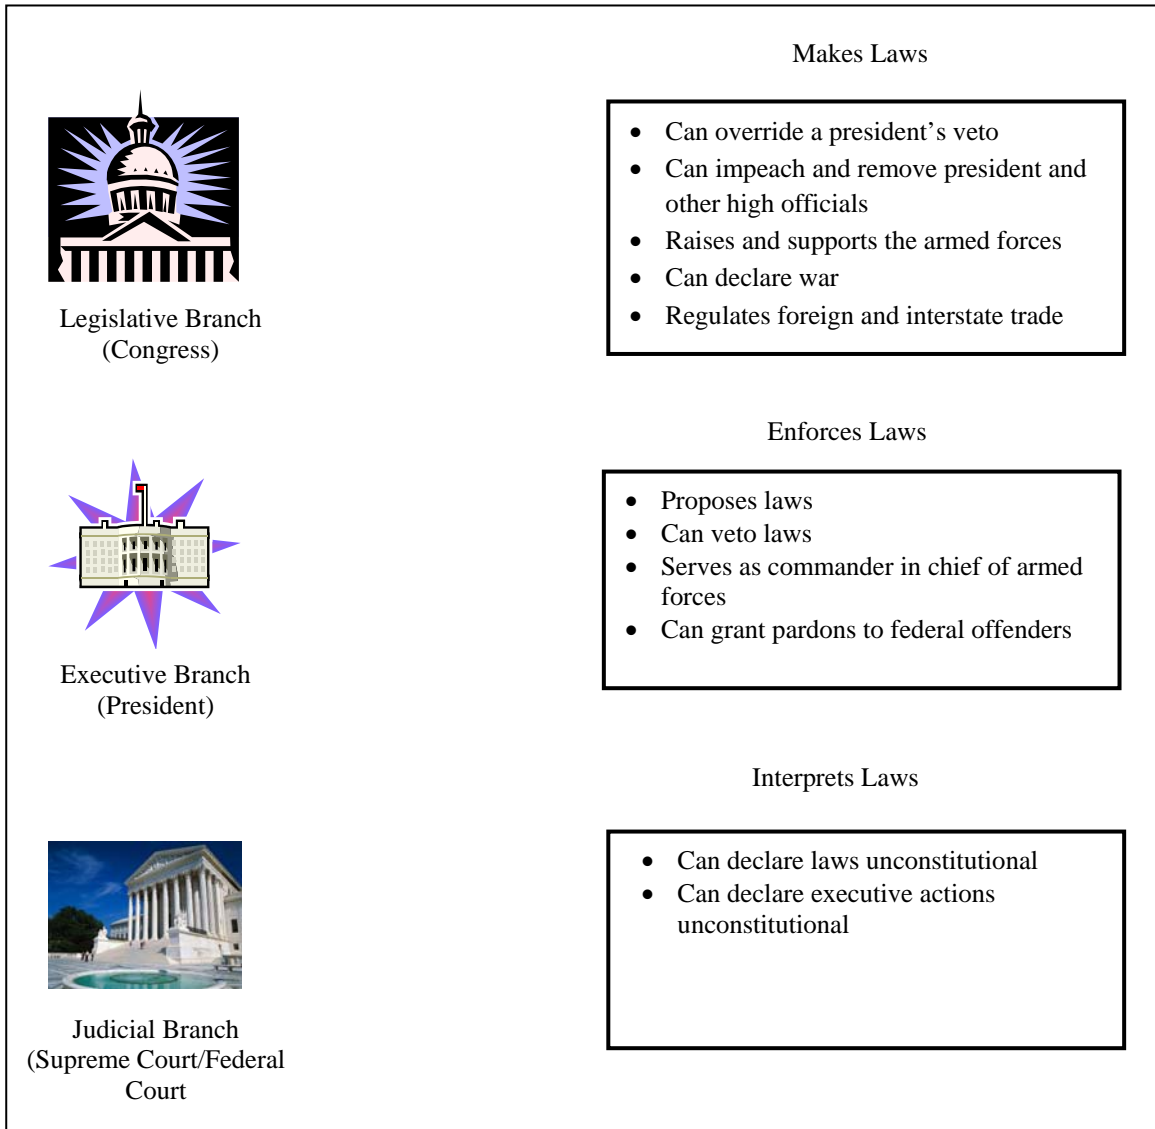 Makes Laws
• Can override a president’s veto
• Can impeach and remove president and
other high officials
• Raises and supports the armed forces
• Can declare war
• Regulates foreign and interstate trade
Legislative Branch
(Congress)
Enforces Laws
• Proposes laws
• Can veto laws
• Serves as commander in chief of armed
forces
• Can grant pardons to federal offenders
Executive Branch
(President)
Interprets Laws
• Can declare laws unconstitutional
• Can declare executive actions
unconstitutional
Judicial Branch
(Supreme Court/Federal
Court